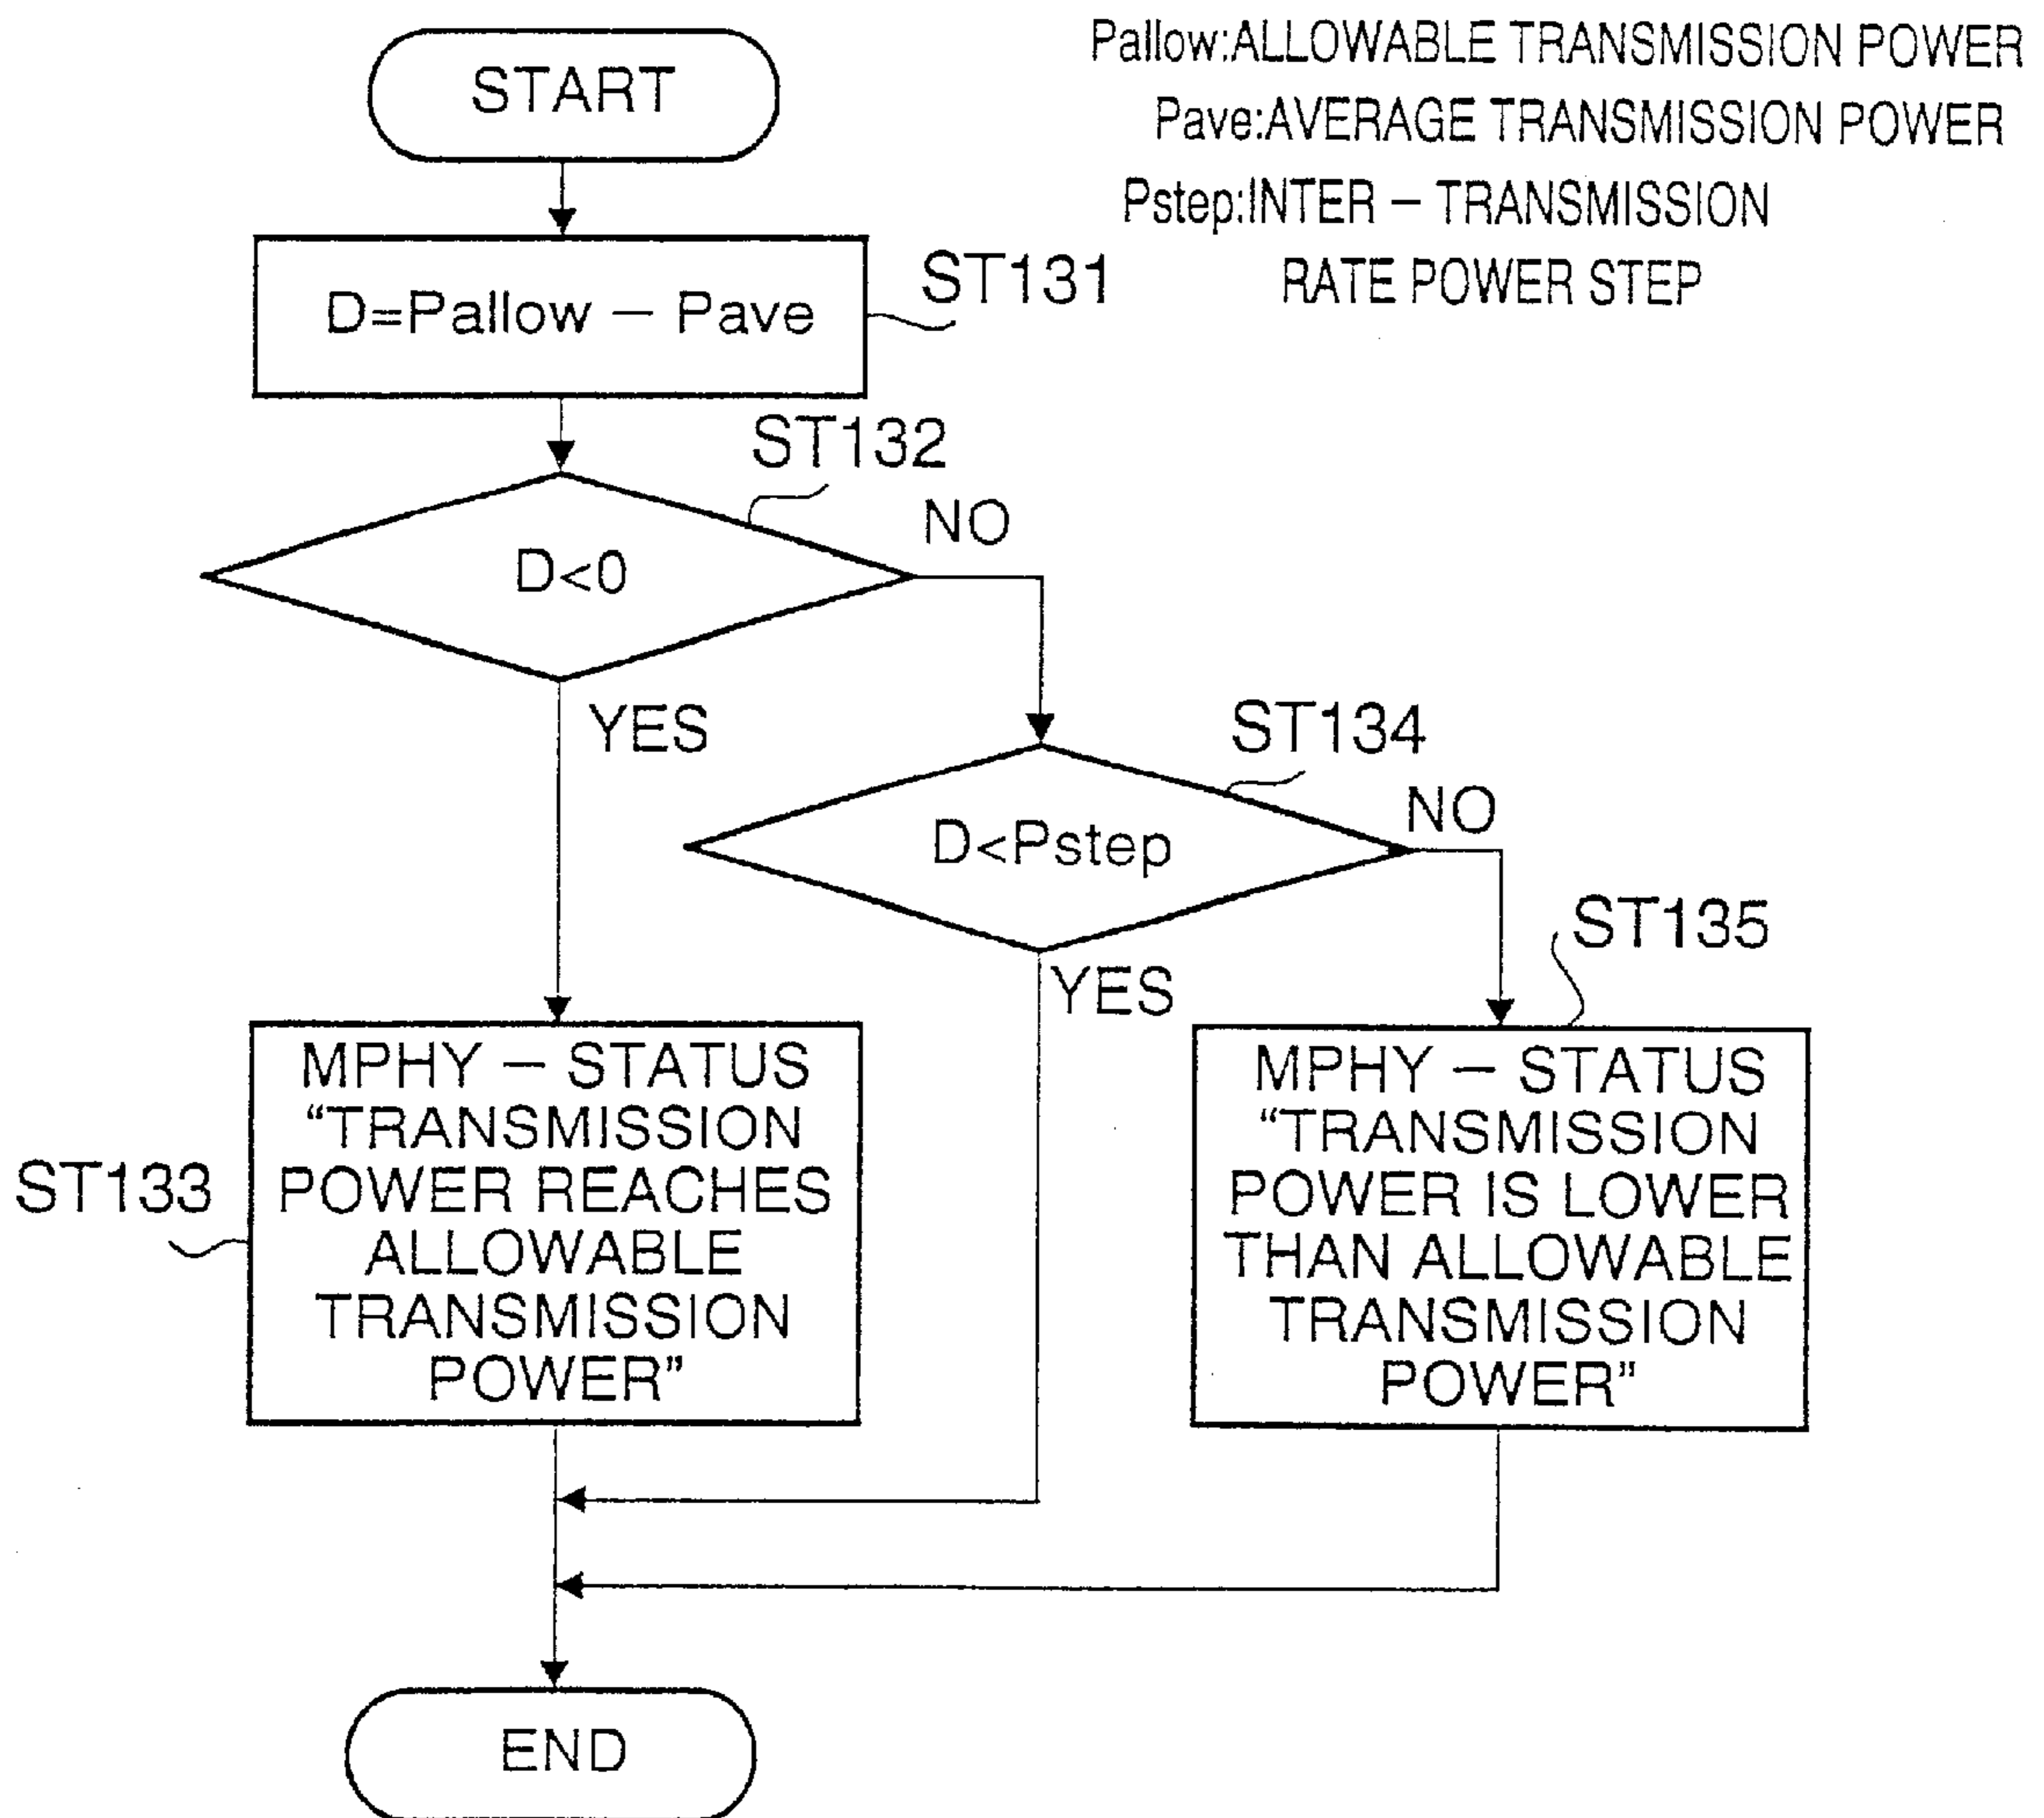 START
Pallow:ALLOWABLE TRANSMISSION POWER
Pave:AVERAGE TRANSMISSION POWER
Pstep:INTER – TRANSMISSION
RATE POWER STEP
D=Pallow – Pave
ST131
ST132
D<0
NO
YES
ST134
D<Pstep
NO
YES
ST135
ST133
MPHY – STATUS
“TRANSMISSION
POWER REACHES
ALLOWABLE
TRANSMISSION
POWER”
MPHY – STATUS
“TRANSMISSION
POWER IS LOWER
THAN ALLOWABLE
TRANSMISSION
POWER”
END